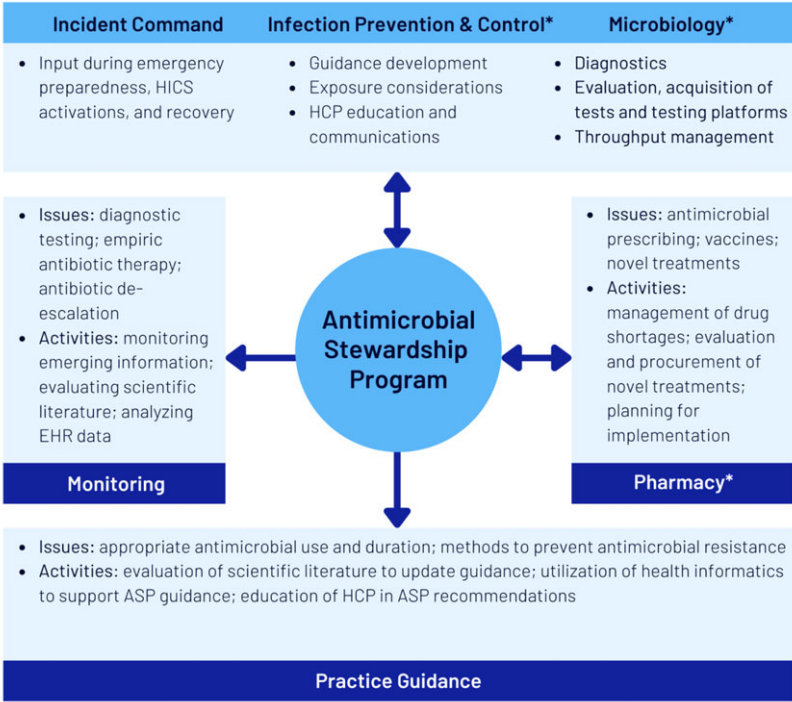 Incident Command
Infection Prevention & Control*
Microbiology*
• Input during emergency
preparedness, HICS
activations, and recovery
• Guidance development
• Exposure considerations
• HCP education and
communications
• Diagnostics
• Evaluation, acquisition of
tests and testing platforms
• Throughput management
• Issues: diagnostic
testing; empiric
antibiotic therapy;
antibiotic de-
escalation
• Activities: monitoring
emerging information;
evaluating scientific
literature; analyzing
EHR data
Monitoring
Antimicrobial
Stewardship
Program
• Issues: antimicrobial
prescribing; vaccines;
novel treatments
• Activities:
management of drug
shortages; evaluation
and procurement of
novel treatments;
planning for
implementation
Pharmacy*
• Issues: appropriate antimicrobial use and duration; methods to prevent antimicrobial resistance
• Activities: evaluation of scientific literature to update guidance; utilization of health informatics
to support ASP guidance; education of HCP in ASP recommendations
Practice Guidance